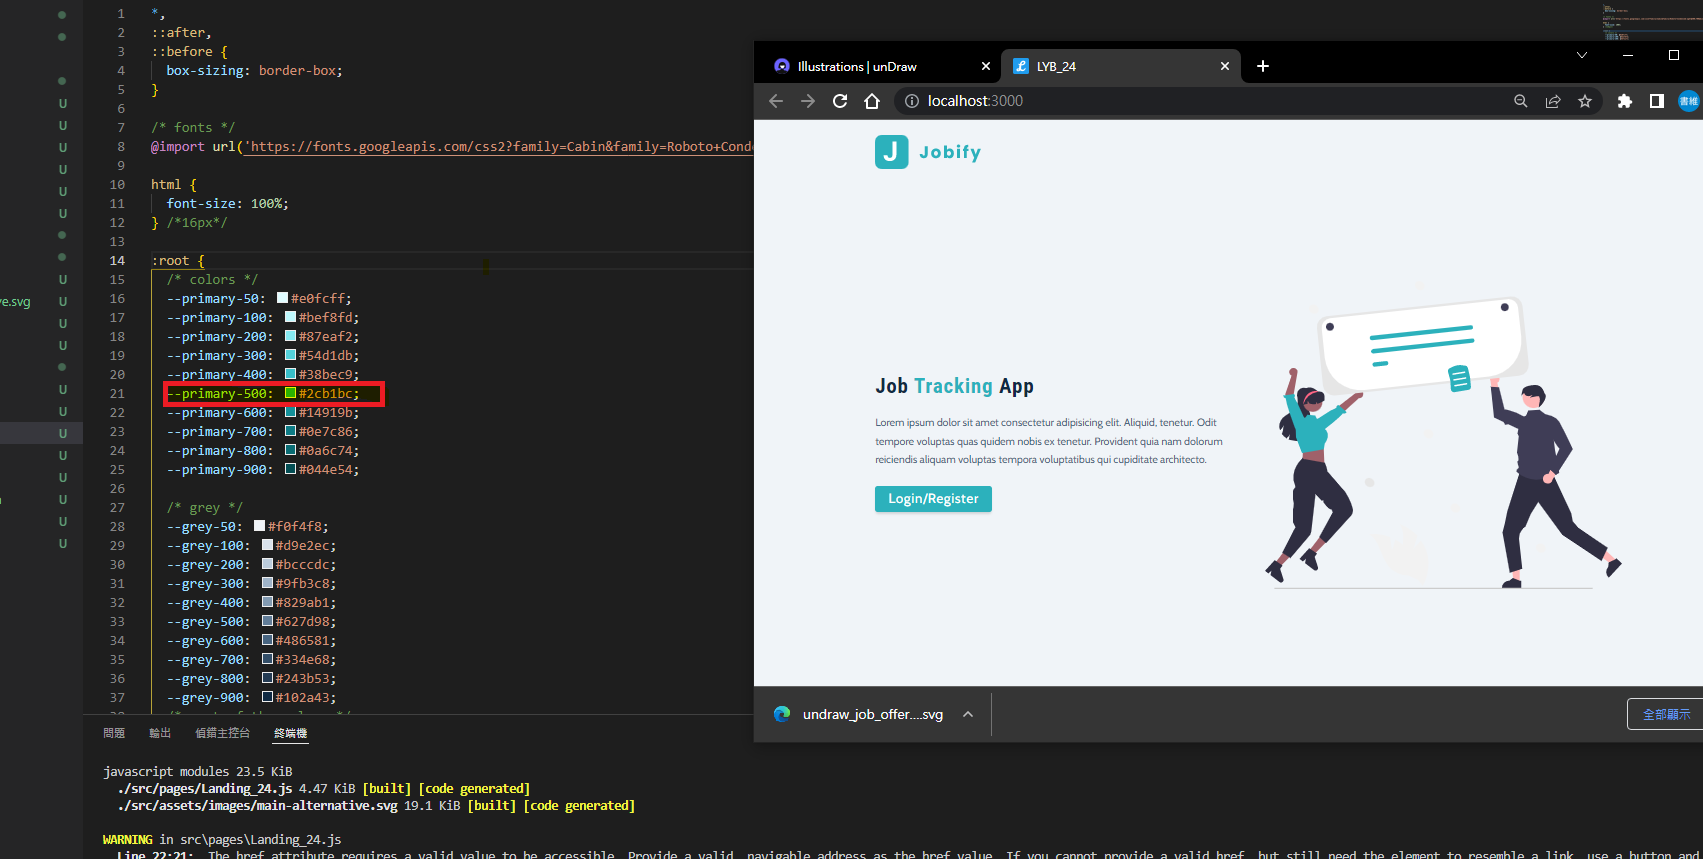 1 *,
2 ::after,
3 ::before {
4 box-sizing: border-box;
5 }
6
7 /* fonts */
8 @import url('https://fonts.googleapis.com/css2?family=Cabin&family=Roboto+Cond
9
10 html {
11 font-size: 100%;
12 } /*16px*/
13
14 :root {
15 /* colors */
16 --primary-50: #e0fcff;
17 --primary-100: #bef8fd;
18 --primary-200: #87eaf2;
19 --primary-300: #54d1db;
20 --primary-400: #38bec9;
21 --primary-500: #2cb1bc;
22 --primary-600: #14919b;
23 --primary-700: #0e7c86;
24 --primary-800: #0a6c74;
25 --primary-900: #044e54;
26
27 /* grey */
28 --grey-50: #f0f4f8;
29 --grey-100: #d9e2ec;
30 --grey-200: #bcccdc;
31 --grey-300: #9fb3c8;
32 --grey-400: #829ab1;
33 --grey-500: #627d98;
34 --grey-600: #486581;
35 --grey-700: #334e68;
36 --grey-800: #243b53;
37 --grey-900: #102a43;
U
U
U
U
U
U
U
ve.svg U
U
U
U
U
U
U
U
U
U
U
問題 輸出 偵錯主控台 終端機
javascript modules 23.5 KiB
./src/pages/Landing_24.js 4.47 KiB [built] [code generated]
./src/assets/images/main-alternative.svg 19.1 KiB [built] [code generated]
WARNING in src\pages\Landing_24.js
Line 22:21: The href attribute requires a valid value to be accessible. Provide a valid, navigable address as the href value. If you cannot provide a valid href, but still need the element to resemble a link, use a button and
Illustrations | unDraw
LYB_24
localhost:3000
書維
J Jobify
Job Tracking App
Lorem ipsum dolor sit amet consectetur adipisicing elit. Aliquid, tenetur. Odit
tempore voluptas quas quidem nobis ex tenetur. Provident quia nam dolorum
reiciendis aliquam voluptas tempora voluptatibus qui cupiditate architecto.
Login/Register
undraw_job_offer....svg
全部顯示